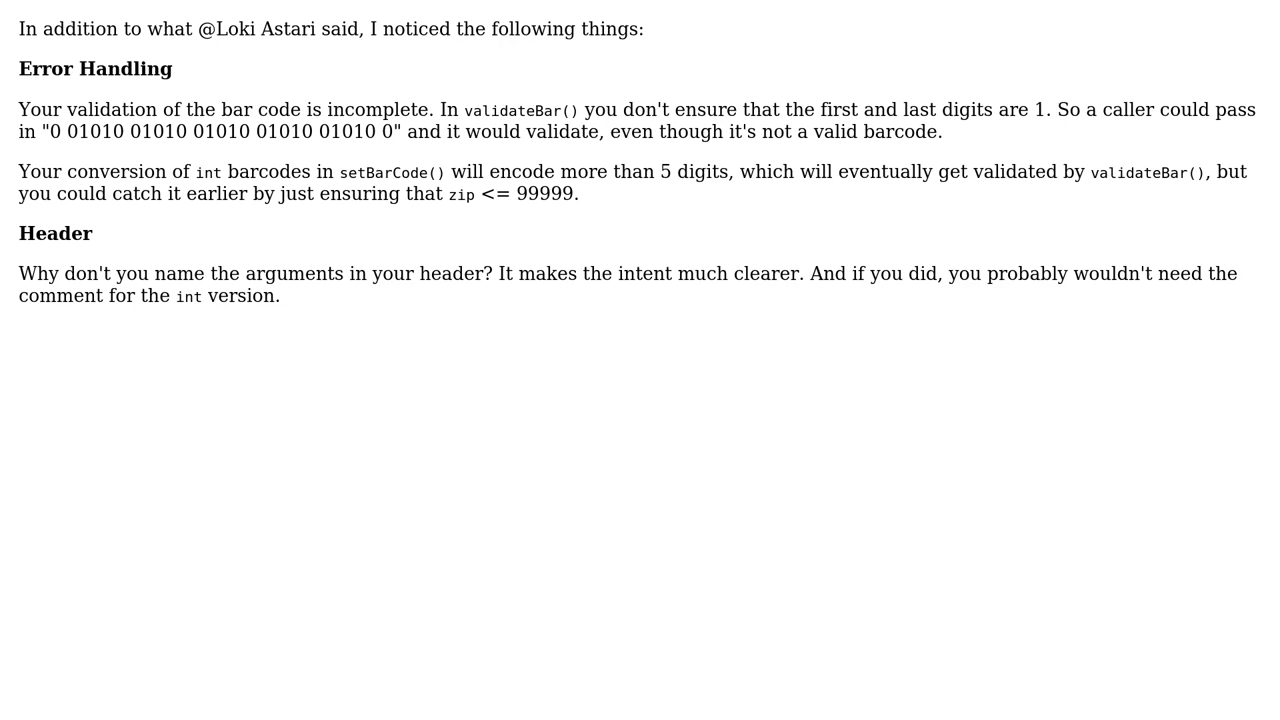 In addition to what @Loki Astari said, I noticed the following things:
Error Handling
Your validation of the bar code is incomplete. In validateBar() you don't ensure that the first and last digits are 1. So a caller could pass
in "0 01010 01010 01010 01010 01010 0" and it would validate, even though it's not a valid barcode.
Your conversion of int barcodes in setBarCode() will encode more than 5 digits, which will eventually get validated by validateBar(), but
you could catch it earlier by just ensuring that zip <= 99999.
Header
Why don't you name the arguments in your header? It makes the intent much clearer. And if you did, you probably wouldn't need the
comment for the int version.